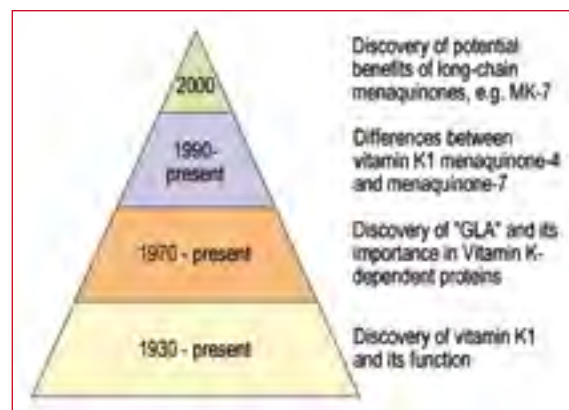 2000
Discovery of potential
benefits of long-chain
menaquinones, e.g. MK-7
1990-
present
Differences between
vitamin K1 menaquinone-4
and menaquinone-7
1970 - present
Discovery of "GLA" and its
importance in Vitamin K-
dependent proteins
1930 - present
Discovery of vitamin K1
and its function